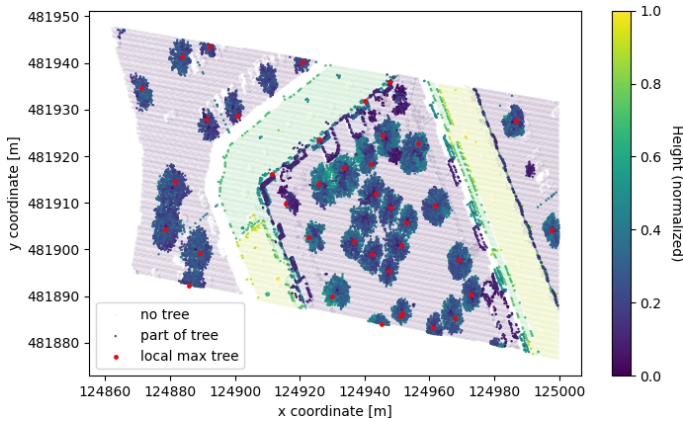 481950
481940
481930
481920
481910
481900
481890
481880
y coordinate [m]
no tree
part of tree
local max tree
124860 124880 124900 124920 124940 124960 124980 125000
x coordinate [m]
1.0
0.8
0.6
0.4
0.2
0.0
Height (normalized)